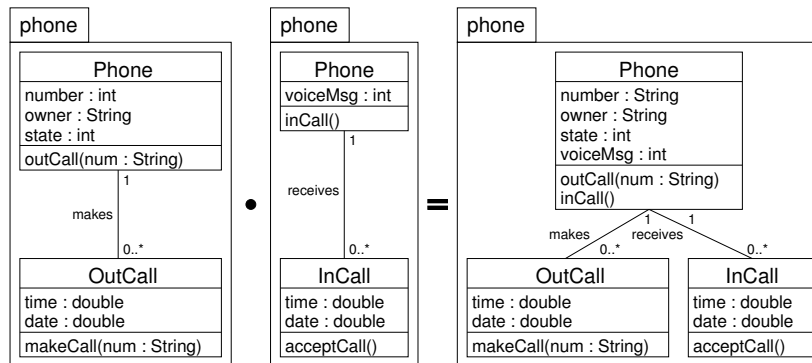 phone
Phone
number : int
owner : String
state : int
outCall(num : String)
1
makes
0..*
OutCall
time : double
date : double
makeCall(num : String)
•
phone
Phone
voiceMsg : int
inCall()
1
receives
0..*
InCall
time : double
date : double
acceptCall()
=
phone
Phone
number : String
owner : String
state : int
voiceMsg : int
outCall(num : String)
inCall()
1 1
makes receives
0..* 0..*
OutCall
time : double
date : double
makeCall(num : String)
InCall
time : double
date : double
acceptCall()